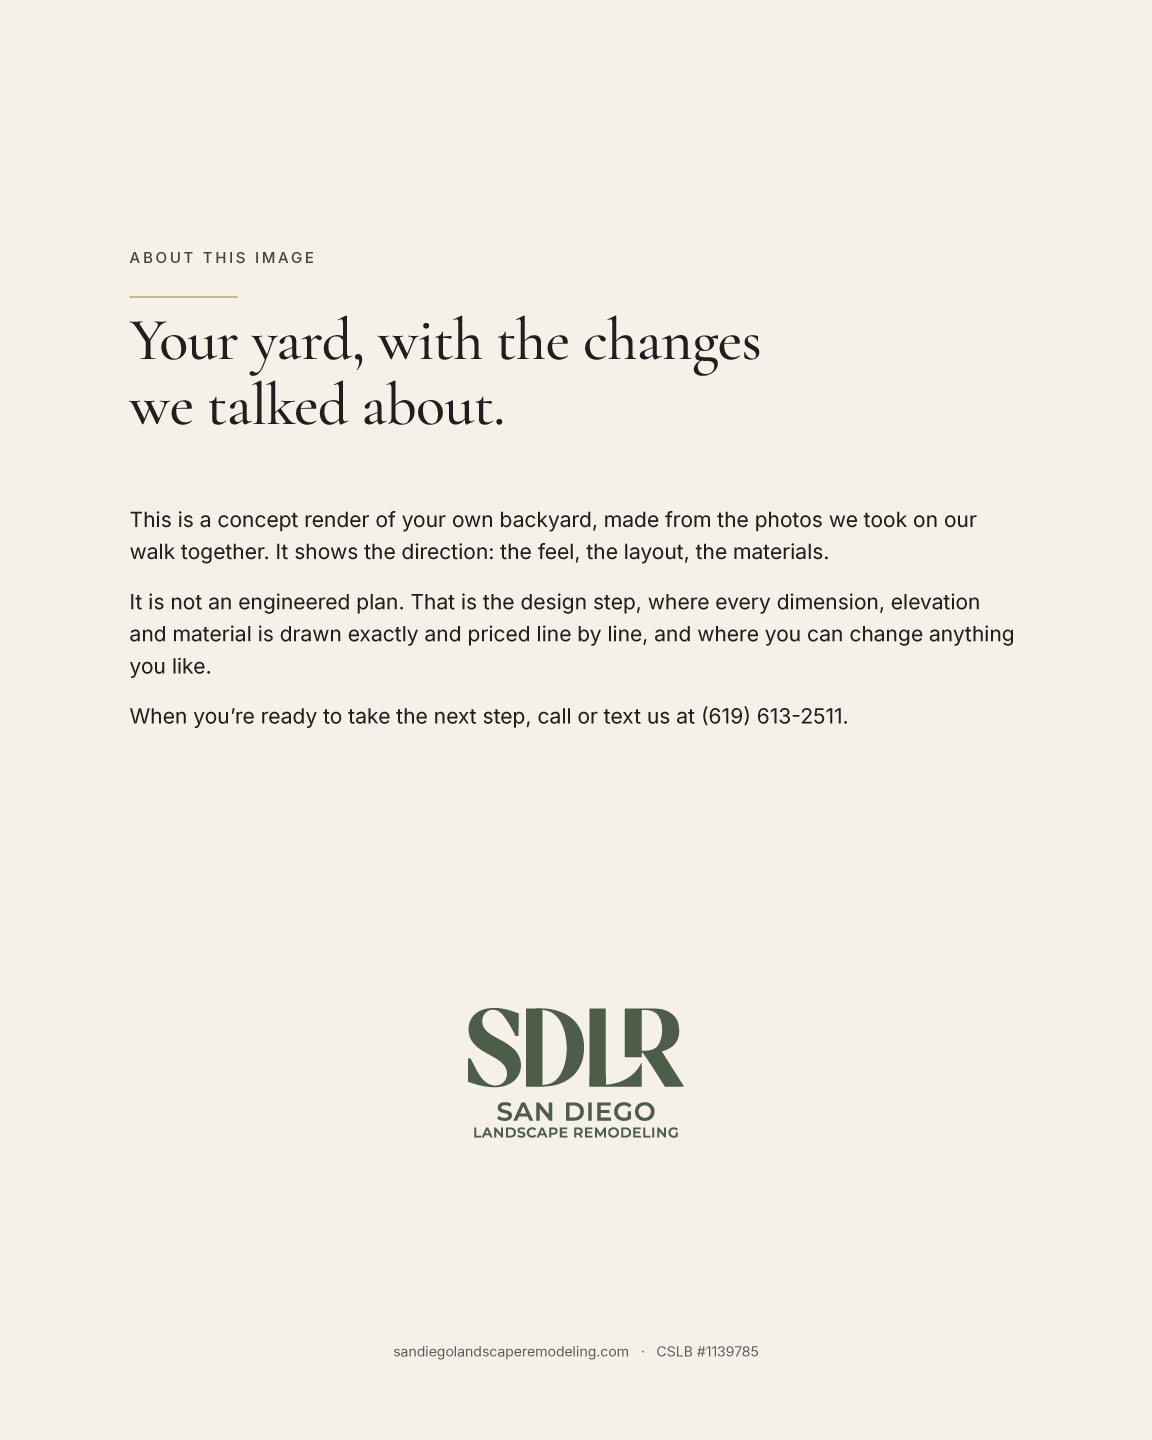 ABOUT THIS IMAGE
Your yard, with the changes
we talked about.
This is a concept render of your own backyard, made from the photos we took on our
walk together. It shows the direction: the feel, the layout, the materials.
It is not an engineered plan. That is the design step, where every dimension, elevation
and material is drawn exactly and priced line by line, and where you can change anything
you like.
When you’re ready to take the next step, call or text us at (619) 613-2511.
SDLR
SAN DIEGO
LANDSCAPE REMODELING
sandiegolandscaperemodeling.com · CSLB #1139785